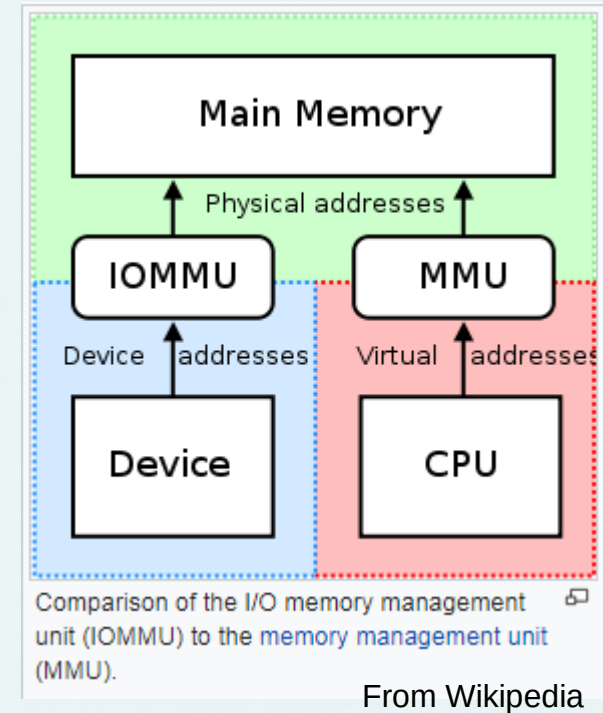 Main Memory
Physical addresses
IOMMU
MMU
Device addresses
Virtual addresses
Device
CPU
Comparison of the I/O memory management
unit (IOMMU) to the memory management unit
(MMU).
From Wikipedia